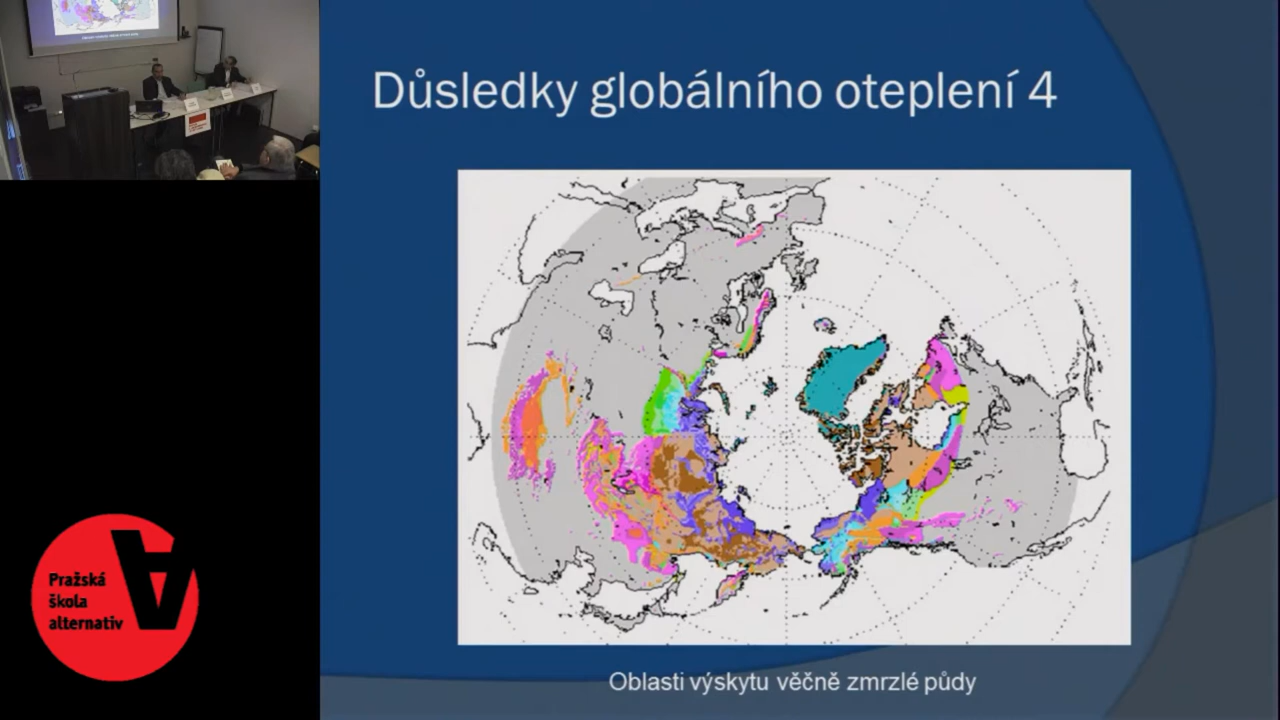 Důsledky globálního oteplení 4
Oblasti výskytu věčně zmrzlé půdy
Pražská
škola
alternativ